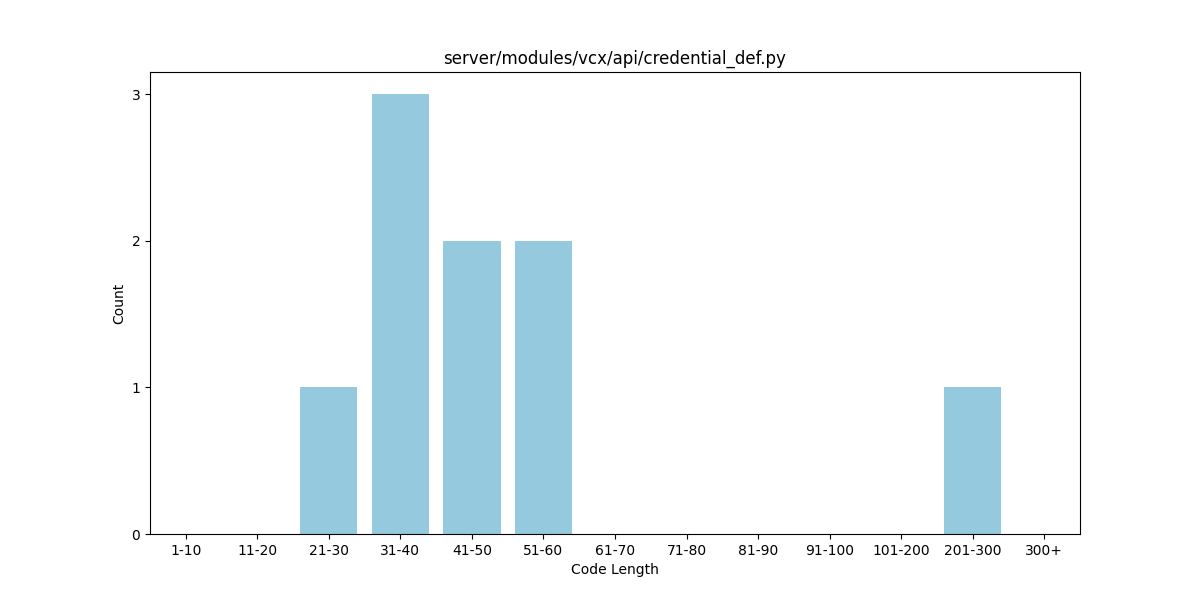 server/modules/vcx/api/credential_def.py
3
2
1
0
Count
1-10 11-20 21-30 31-40 41-50 51-60 61-70 71-80 81-90 91-100 101-200 201-300 300+
Code Length